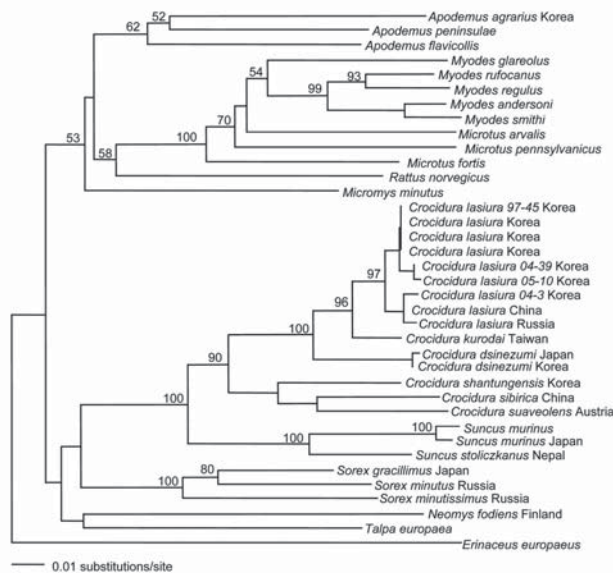 52
Apodemus agrarius Korea
62
Apodemus peninsulae
Apodemus flavicollis
Myodes glareolus
54
93
Myodes rufocanus
99
Myodes regulus
Myodes andersoni
70
Myodes smithi
53
100
Microtus arvalis
58
Microtus pennsylvanicus
Microtus fortis
Rattus norvegicus
Micromys minutus
Crocidura lasiura 97-45 Korea
Crocidura lasiura Korea
Crocidura lasiura Korea
Crocidura lasiura Korea
97
Crocidura lasiura 04-39 Korea
Crocidura lasiura 05-10 Korea
96
Crocidura lasiura 04-3 Korea
Crocidura lasiura China
100
Crocidura lasiura Russia
Crocidura kurodai Taiwan
90
Crocidura dsinezumi Japan
Crocidura dsinezumi Korea
100
Crocidura shantungensis Korea
Crocidura sibirica China
Crocidura suaveolens Austria
100
Suncus murinus
100
Suncus murinus Japan
Suncus stoliczkanus Nepal
80
Sorex gracillimus Japan
100
Sorex minutus Russia
Sorex minutissimus Russia
Neomys fodiens Finland
Talpa europaea
Erinaceus europaeus
0.01 substitutions/site